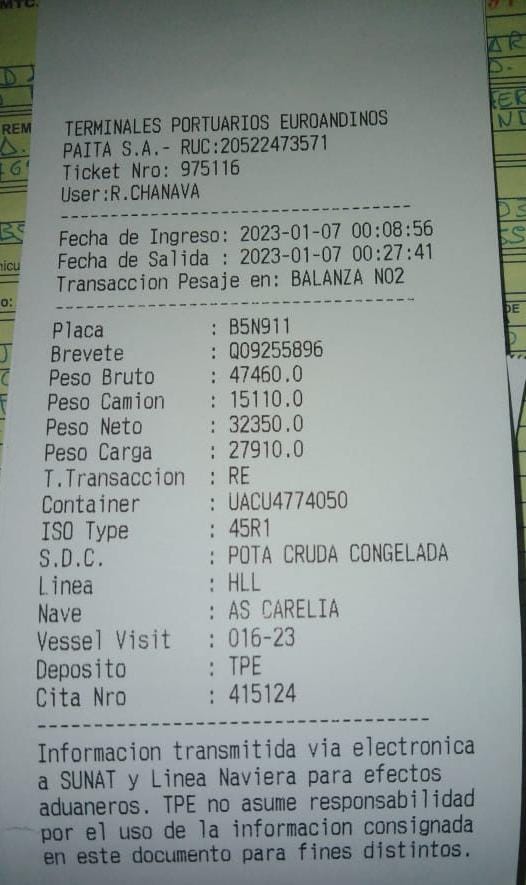 TERMINALES PORTUARIOS EUROANDINOS
PAITA S.A.- RUC:20522473571
Ticket Nro: 975116
User:R.CHANAVA
Fecha de Ingreso: 2023-01-07 00:08:56
Fecha de Salida : 2023-01-07 00:27:41
Transaccion Pesaje en: BALANZA NO2
Placa : B5N911
Brevete : Q09255896
Peso Bruto : 47460.0
Peso Camion : 15110.0
Peso Neto : 32350.0
Peso Carga : 27910.0
T.Transaccion : RE
Container : UACU4774050
ISO Type : 45R1
S.D.C. : POTA CRUDA CONGELADA
Linea : HLL
Nave : AS CARELIA
Vessel Visit : 016-23
Deposito : TPE
Cita Nro : 415124
Informacion transmitida via electronica
a SUNAT y Linea Naviera para efectos
aduaneros. TPE no asume responsabilidad
por el uso de la informacion consignada
en este documento para fines distintos.